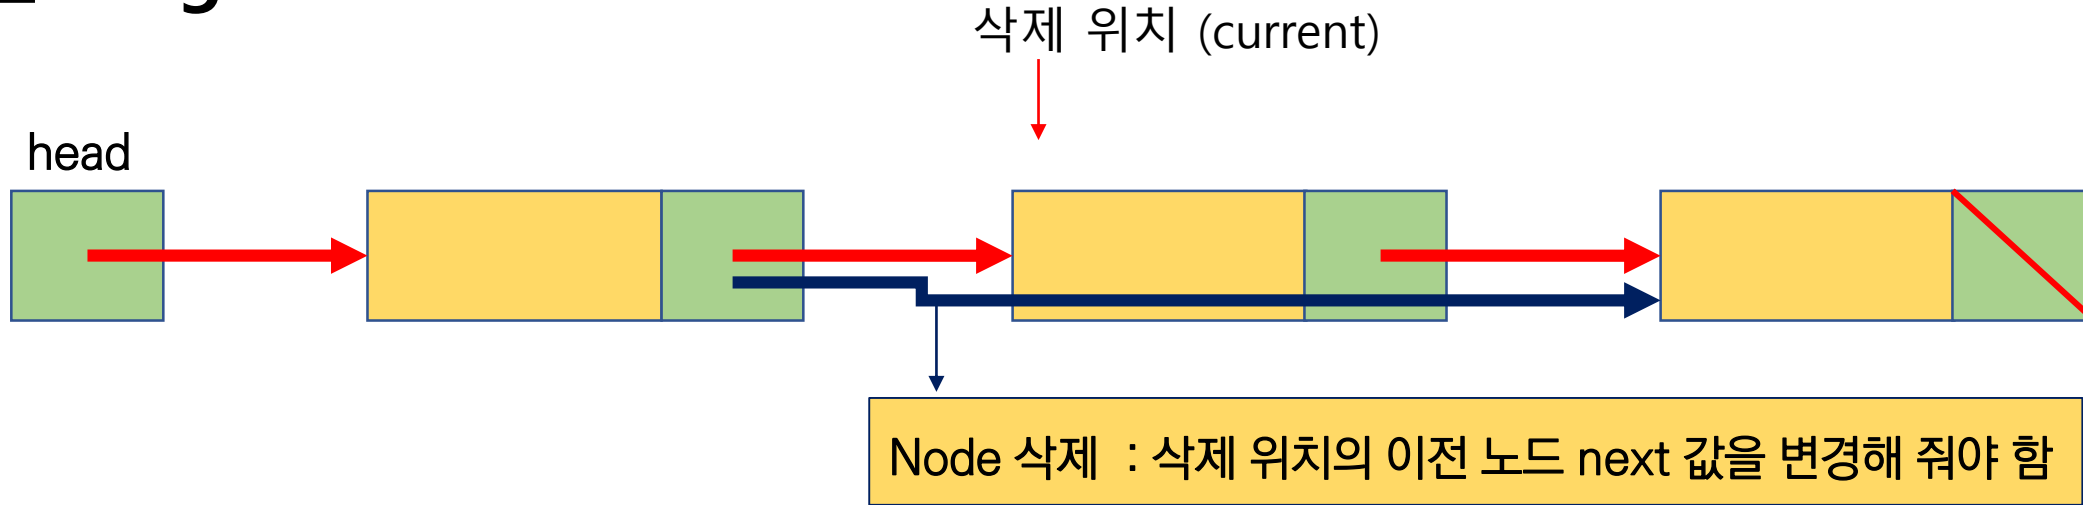 삭제 위치 (current)
head
Node 삭제 : 삭제 위치의 이전 노드 next 값을 변경해 줘야 함